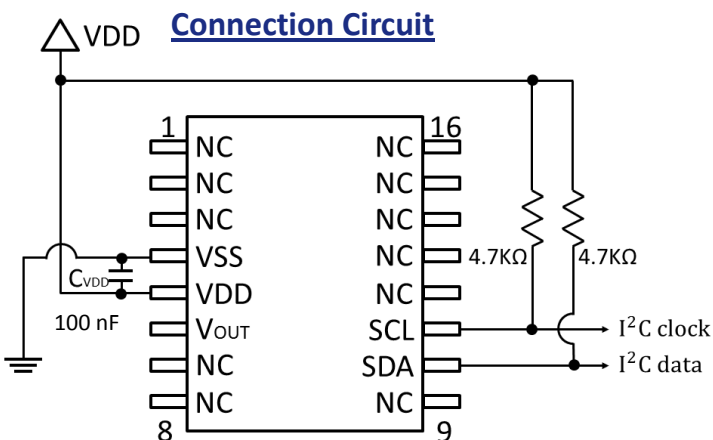 Connection Circuit
VDD
1 16
NC NC
NC NC
NC NC
VSS NC
VDD NC
VOUT SCL
NC SDA
NC NC
8 9
CVDD
100 nF
4.7KΩ 4.7KΩ
I²C clock
I²C data